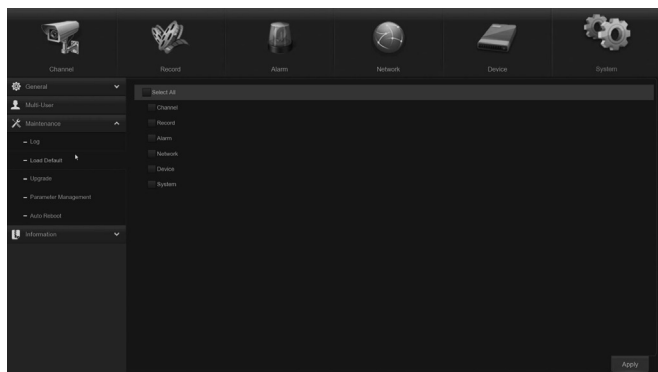 Channel Record Alarm Network Device System
General
Multi-User
Maintenance
– Log
– Load Default
– Upgrade
– Parameter Management
– Auto Reboot
Information
Select All
Channel
Record
Alarm
Network
Device
System
Apply